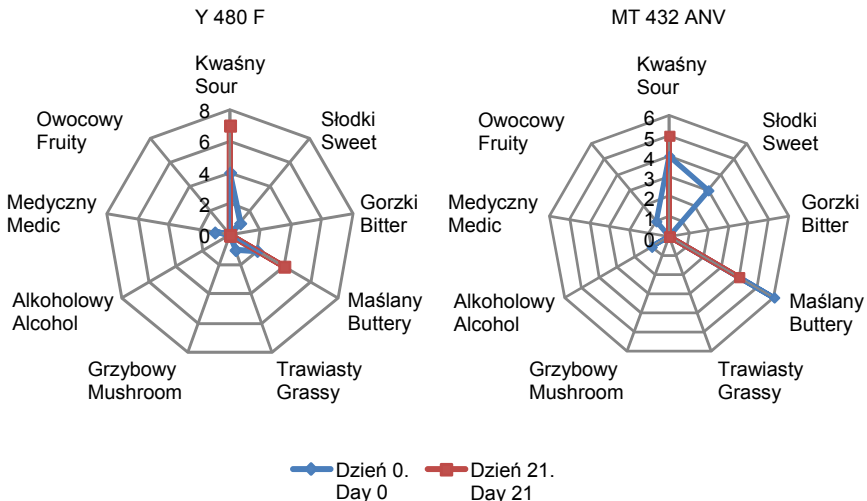 Y 480 F
Kwaśny
Sour
Słodki
Sweet
Gorzki
Bitter
Maślany
Buttery
Trawiasty
Grassy
Grzybowy
Mushroom
Alkoholowy
Alcohol
Medyczny
Medic
Owocowy
Fruity
8
6
4
2
0
MT 432 ANV
Kwaśny
Sour
Słodki
Sweet
Gorzki
Bitter
Maślany
Buttery
Trawiasty
Grassy
Grzybowy
Mushroom
Alkoholowy
Alcohol
Medyczny
Medic
Owocowy
Fruity
6
5
4
3
2
1
0
Dzień 0.
Day 0
Dzień 21.
Day 21